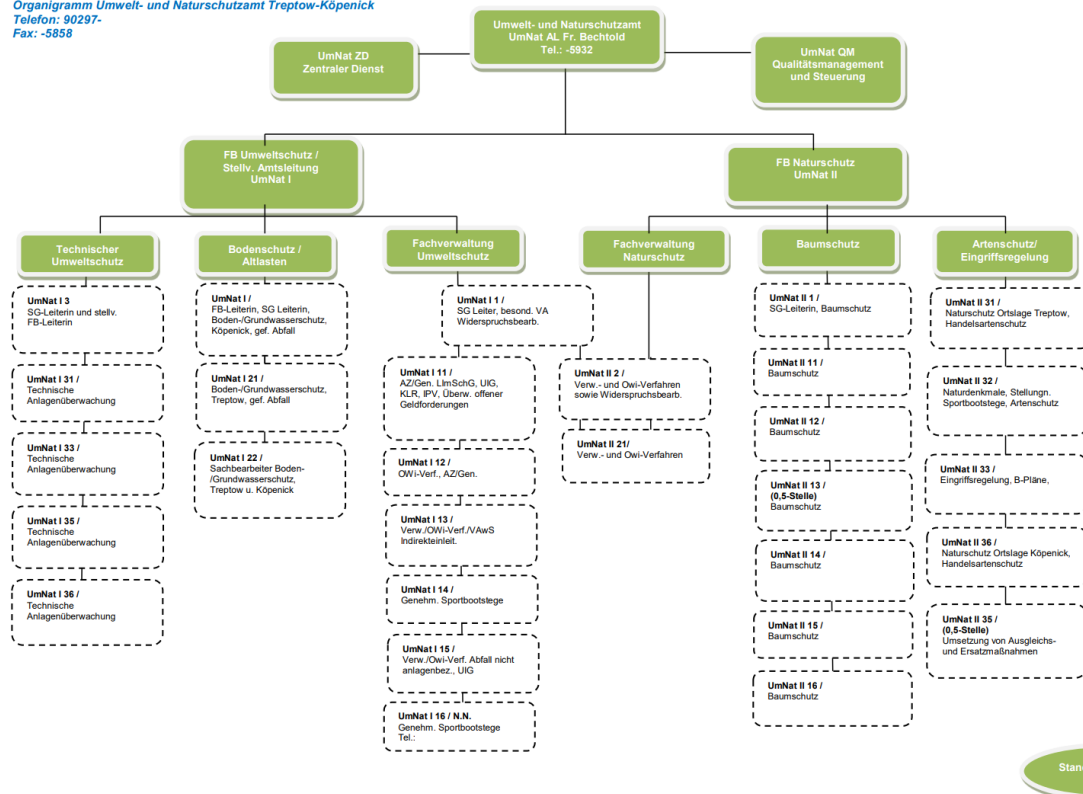 Organigramm Umwelt- und Naturschutzamt Treptow-Köpenick
Telefon: 90297-
Fax: -5858
Umwelt- und Naturschutzamt
UmNat AL Fr. Bechtold
Tel.: -5932
UmNat ZD
Zentraler Dienst
UmNat QM
Qualitätsmanagement
und Steuerung
FB Umweltschutz /
Stellv. Amtsleitung
UmNat I
FB Naturschutz
UmNat II
Technischer
Umweltschutz
UmNat I 3
SG-Leiterin und stellv.
FB-Leiterin
UmNat I 31 /
Technische
Anlagenüberwachung
UmNat I 33 /
Technische
Anlagenüberwachung
UmNat I 35 /
Technische
Anlagenüberwachung
UmNat I 36 /
Technische
Anlagenüberwachung
Bodenschutz /
Altlasten
UmNat I /
FB-Leiterin, SG Leiterin,
Boden-/Grundwasserschutz,
Köpenick, gef. Abfall
UmNat I 21 /
Boden-/Grundwasserschutz,
Treptow, gef. Abfall
UmNat I 22 /
Sachbearbeiter Boden-
/Grundwasserschutz,
Treptow u. Köpenick
Fachverwaltung
Umweltschutz
UmNat I 1 /
SG Leiter, besond. VA
Widerspruchsbearb.
UmNat I 11 /
AZ/Gen. LImSchG, UIG,
KLR, IPV, Überw. offener
Geldforderungen
UmNat I 12 /
OWi-Verf., AZ/Gen.
UmNat I 13 /
Verw./OWi-Verf./VAwS
Indirekteinleit.
UmNat I 14 /
Genehm. Sportbootstege
UmNat I 15 /
Verw./Owi-Verf. Abfall nicht
anlagenbez., UIG
UmNat I 16 / N.N.
Genehm. Sportbootstege
Tel.:
Fachverwaltung
Naturschutz
UmNat II 2 /
Verw.- und Owi-Verfahren
sowie Widerspruchsbearb.
UmNat II 21/
Verw.- und Owi-Verfahren
Baumschutz
UmNat II 1 /
SG-Leiterin, Baumschutz
UmNat II 11 /
Baumschutz
UmNat II 12 /
Baumschutz
UmNat II 13 /
(0,5-Stelle)
Baumschutz
UmNat II 14 /
Baumschutz
UmNat II 15 /
Baumschutz
UmNat II 16 /
Baumschutz
Artenschutz/
Eingriffsregelung
UmNat II 31 /
Naturschutz Ortslage Treptow,
Handelsartenschutz
UmNat II 32 /
Naturdenkmale, Stellungn.
Sportbootstege, Artenschutz
UmNat II 33 /
Eingriffsregelung, B-Pläne,
UmNat II 36 /
Naturschutz Ortslage Köpenick,
Handelsartenschutz
UmNat II 35 /
(0,5-Stelle)
Umsetzung von Ausgleichs-
und Ersatzmaßnahmen